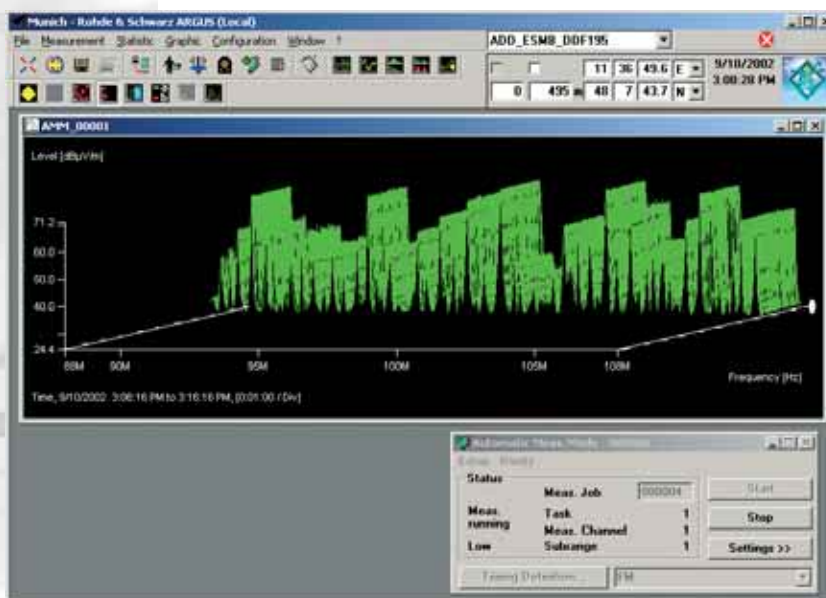 Munich - Rohde & Schwarz ARGUS (Local)
File Measurement Statistic Graphic Configuration Window ?
ADD_ESMB_DDF195
11 36 49.6 E
0 495 m 48 7 43.7 N
9/10/2002
3:08:28 PM
AMM_00001
Level [dBµV/m]
71.2
60.0
50.0
40.0
24.4
88M 90M 95M 100M 105M 108M
Frequency [Hz]
Time, 9/10/2002 3:06:16 PM to 3:16:16 PM, [0:01:00 / Div]
Automatic Meas. Mode
Status
Meas. Job 000004
Start
Meas. running
Task 1
Stop
Meas. Channel 1
Low
Subrange 1
Settings >>
Timing Definition...
FM